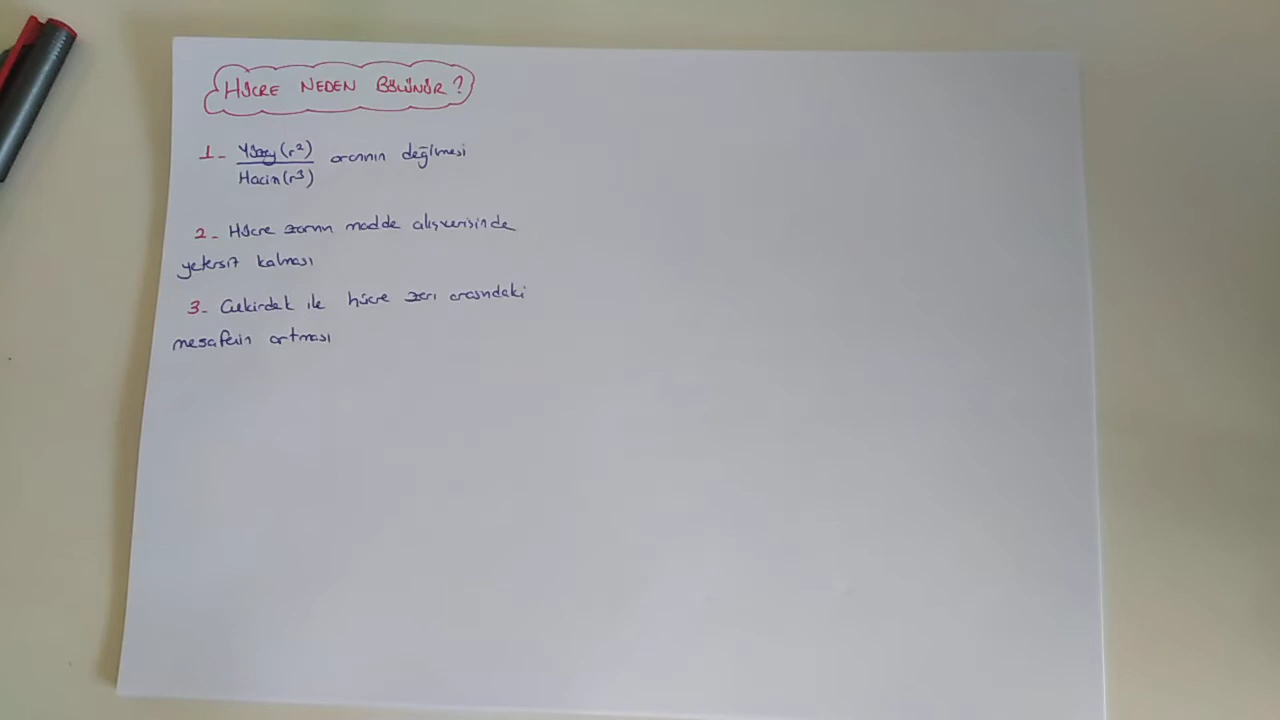 HÜCRE NEDEN BÖLÜNÜR?
1- Yüzey (r²)
Hacim (r³) oranının değişmesi
2- Hücre zarının madde alışverişinde
yetersiz kalması
3- Çekirdek ile hücre zarı arasındaki
mesafenin artması